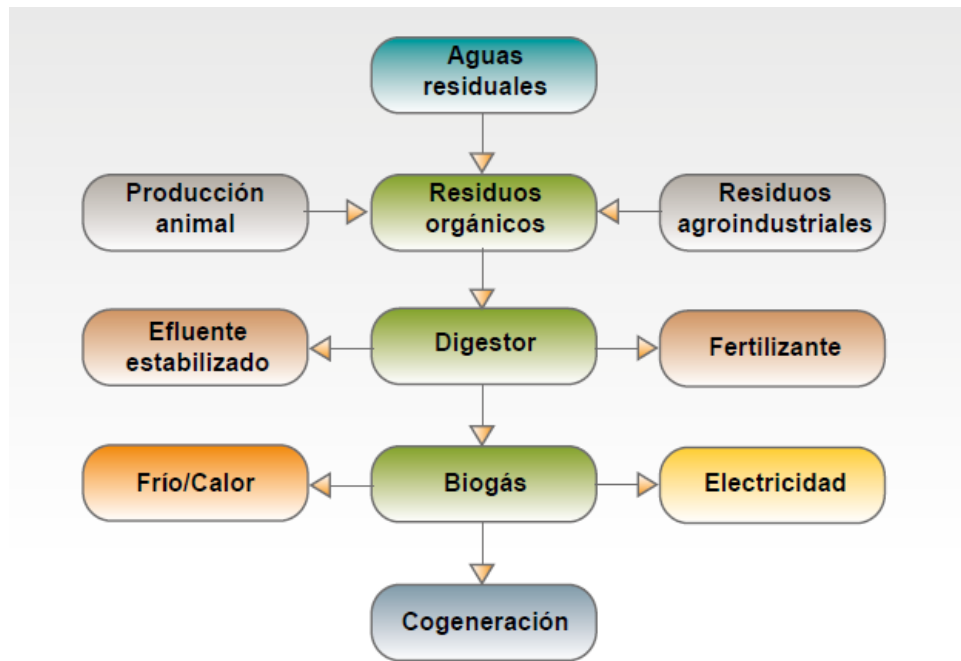 Aguas
residuales
Producción
animal
Residuos
orgánicos
Residuos
agroindustriales
Efluente
estabilizado
Digestor
Fertilizante
Frío/Calor
Biogás
Electricidad
Cogeneración